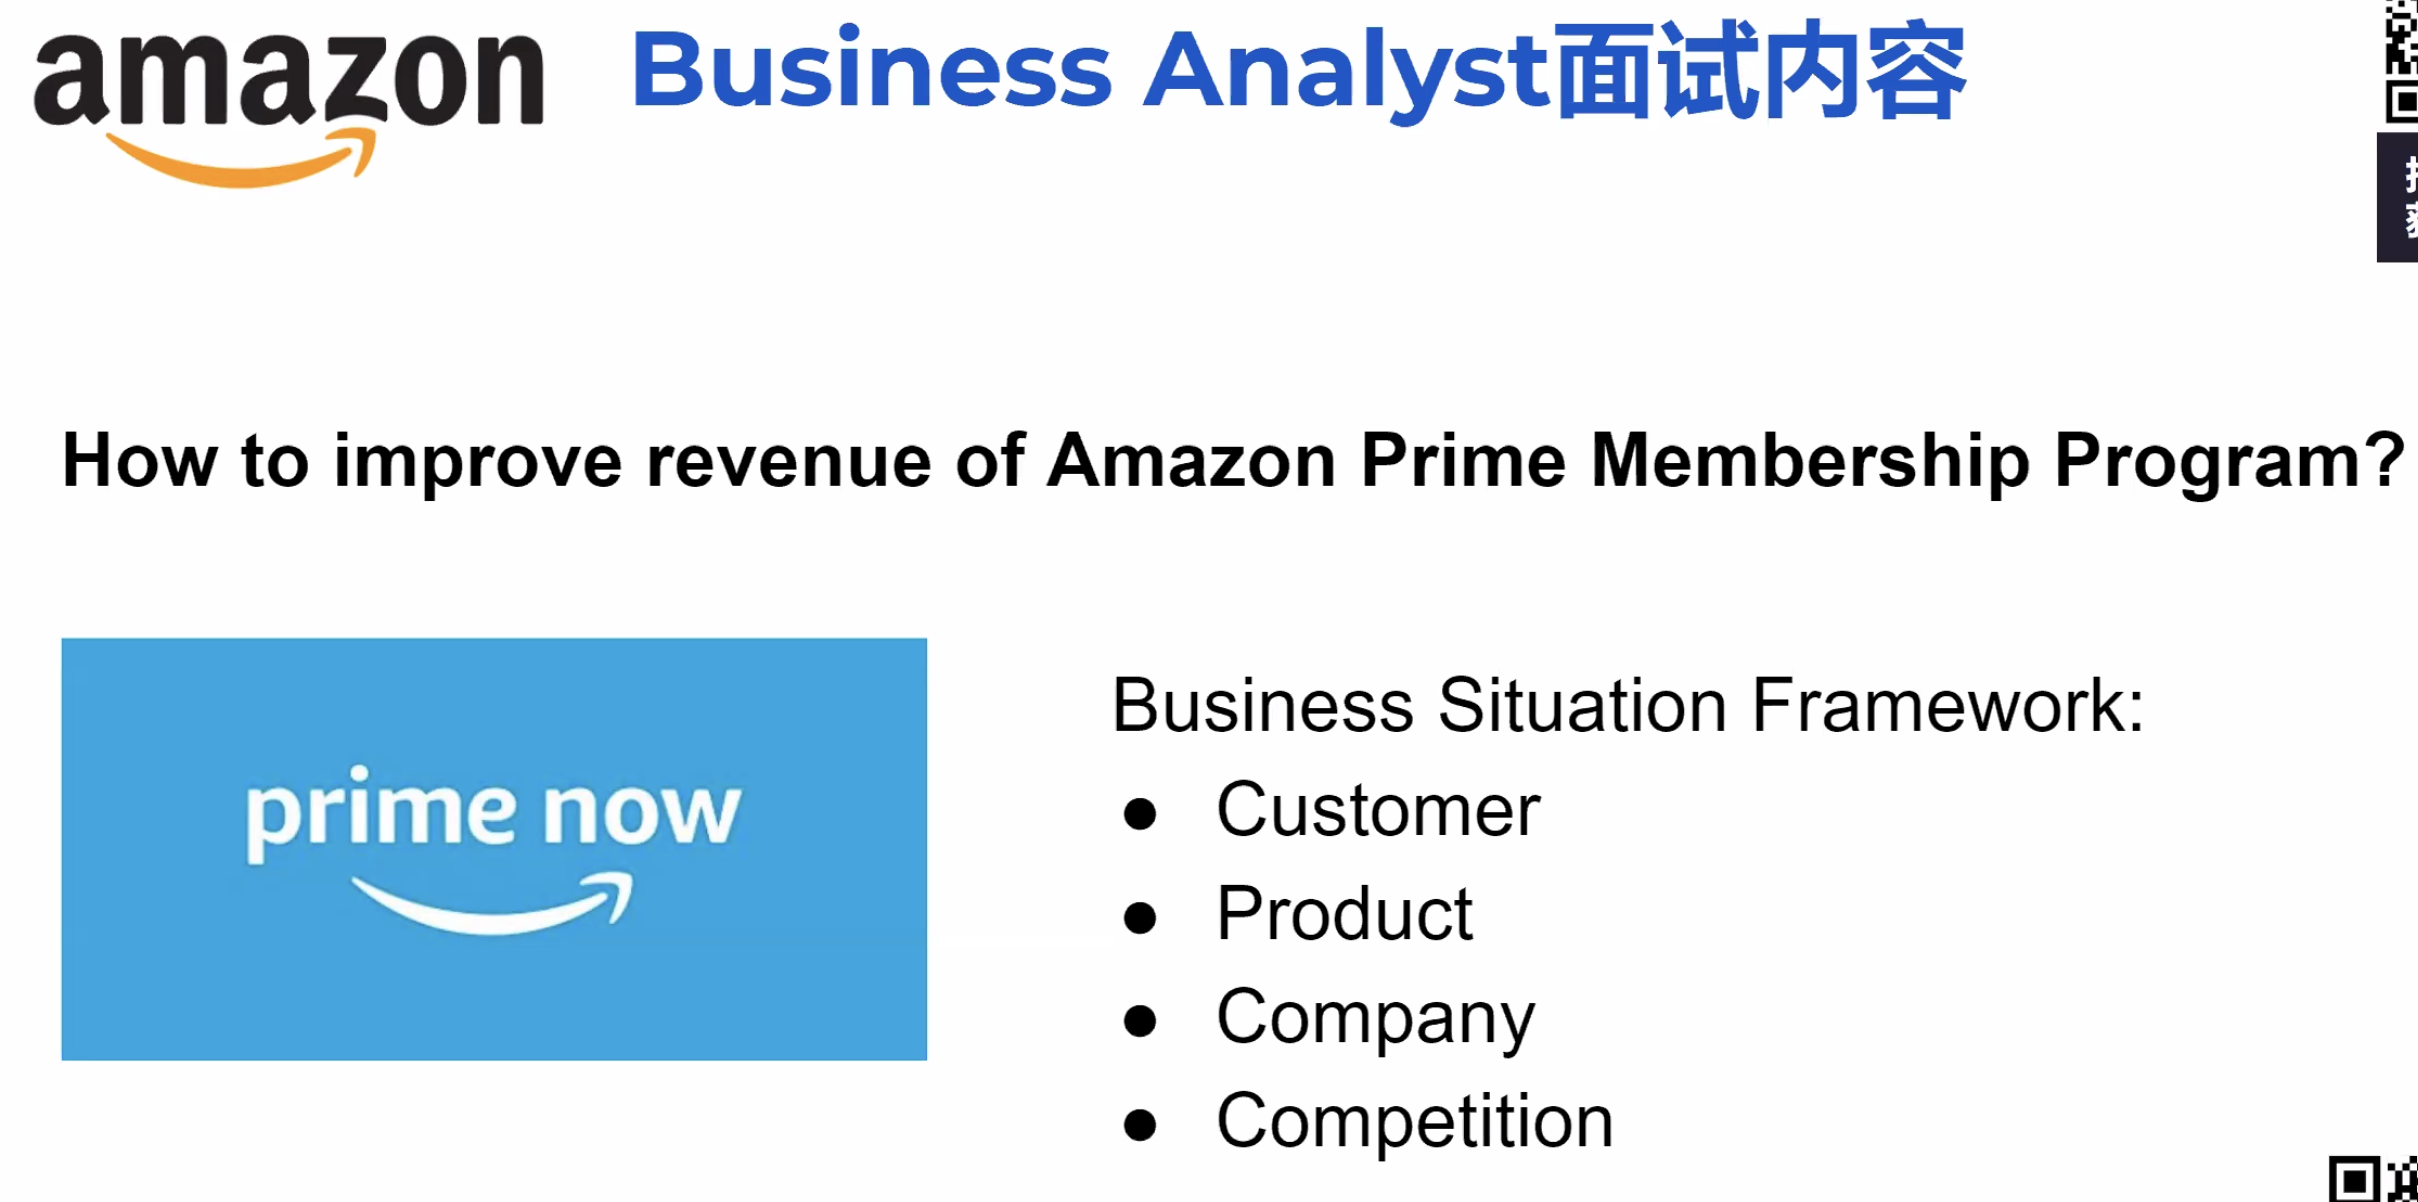 amazon
Business Analyst面试内容
How to improve revenue of Amazon Prime Membership Program?
prime now
Business Situation Framework:
● Customer
● Product
● Company
● Competition